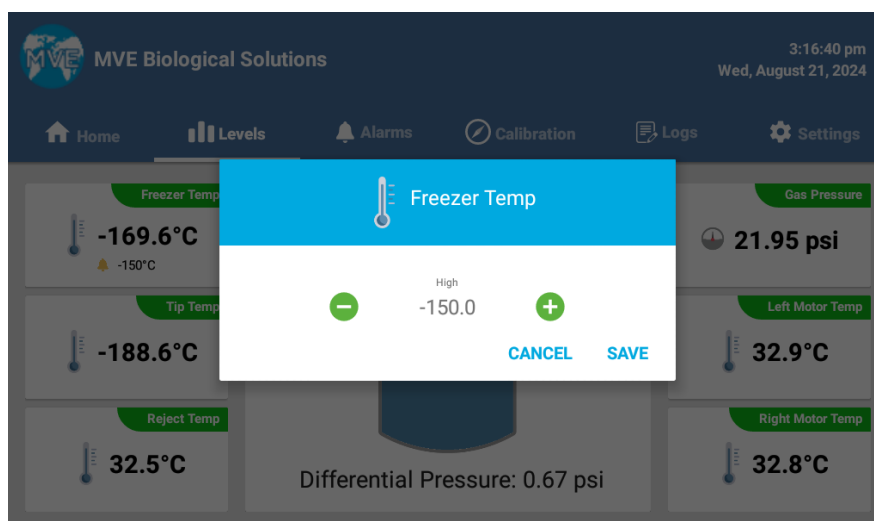 MVE
MVE Biological Solutions
3:16:40 pm
Wed, August 21, 2024
Home
Levels
Alarms
Calibration
Logs
Settings
Freezer Temp
-169.6°C
-150°C
Tip Temp
-188.6°C
Reject Temp
32.5°C
Freezer Temp
High
-150.0
CANCEL
SAVE
Differential Pressure: 0.67 psi
Gas Pressure
21.95 psi
Left Motor Temp
32.9°C
Right Motor Temp
32.8°C